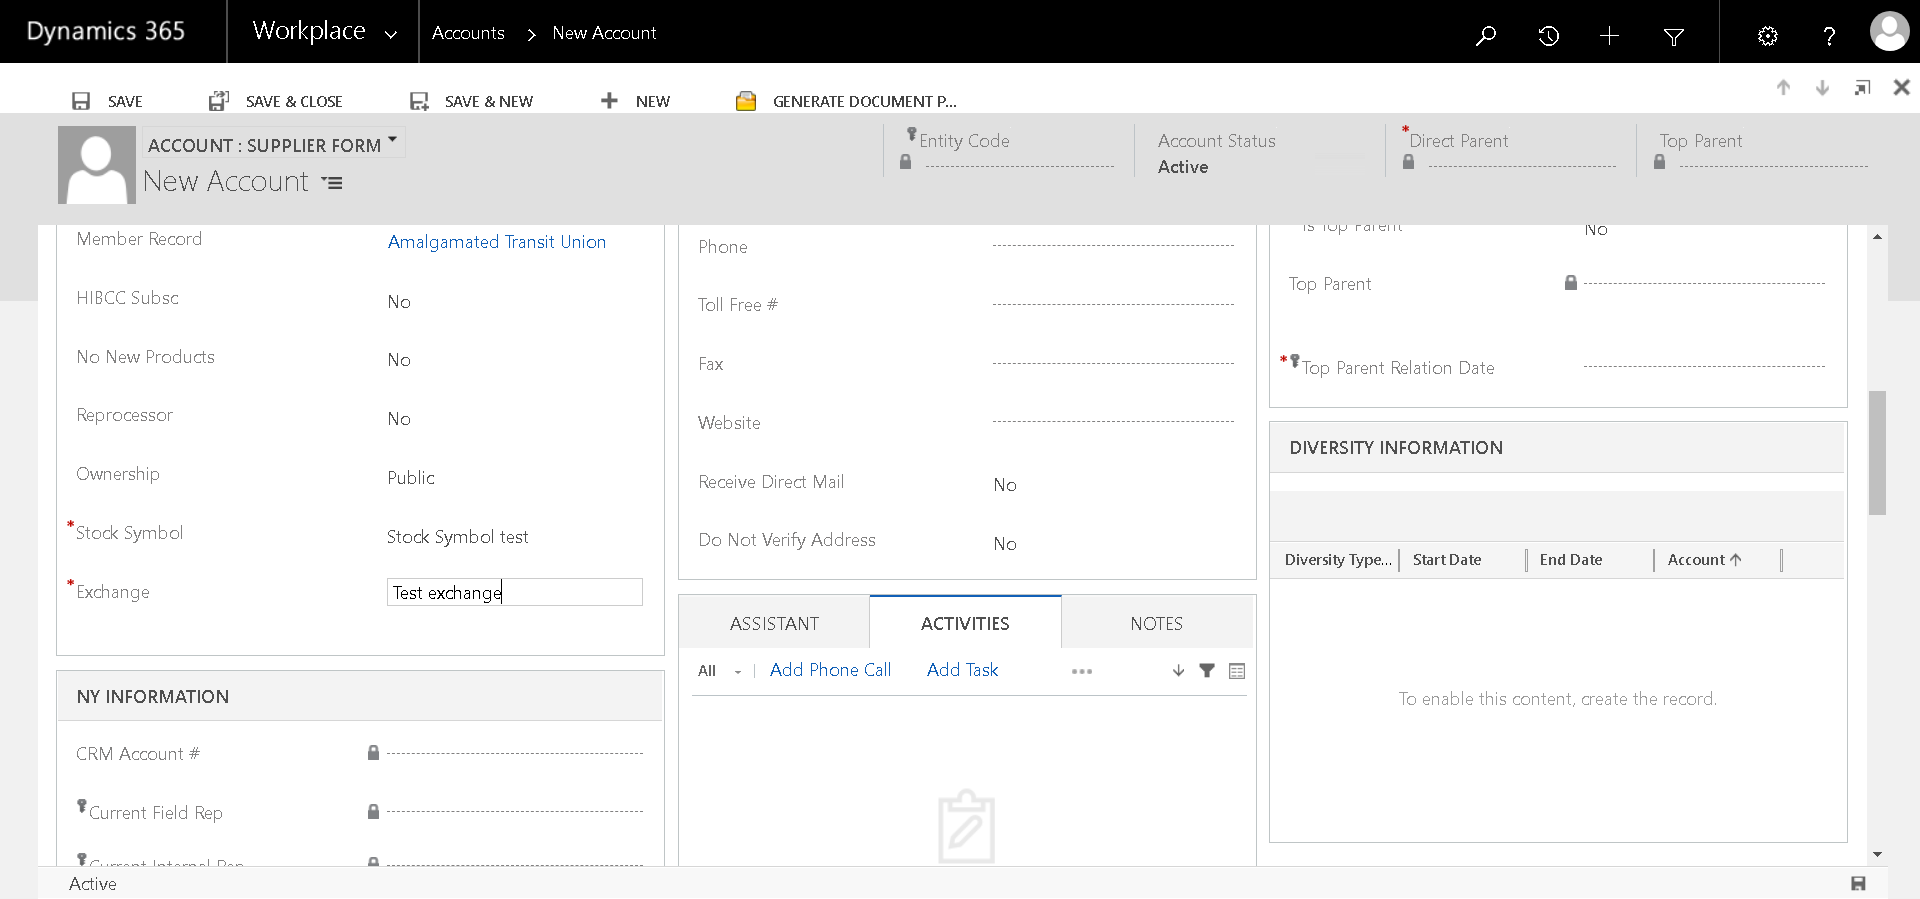 Dynamics 365
Workplace
Accounts > New Account
?
SAVE
SAVE & CLOSE
SAVE & NEW
NEW
GENERATE DOCUMENT P...
ACCOUNT : SUPPLIER FORM
New Account
Entity Code
Account Status
Active
*Direct Parent
Top Parent
Member Record
Amalgamated Transit Union
HIBCC Subsc
No
No New Products
No
Reprocessor
No
Ownership
Public
*Stock Symbol
Stock Symbol test
*Exchange
Test exchange
NY INFORMATION
CRM Account #
Current Field Rep
Current Internal Rep
Phone
Toll Free #
Fax
Website
Receive Direct Mail
No
Do Not Verify Address
No
ASSISTANT
ACTIVITIES
NOTES
All
Add Phone Call
Add Task
Is Top Parent
No
Top Parent
*Top Parent Relation Date
DIVERSITY INFORMATION
Diversity Type...
Start Date
End Date
Account
To enable this content, create the record.
Active